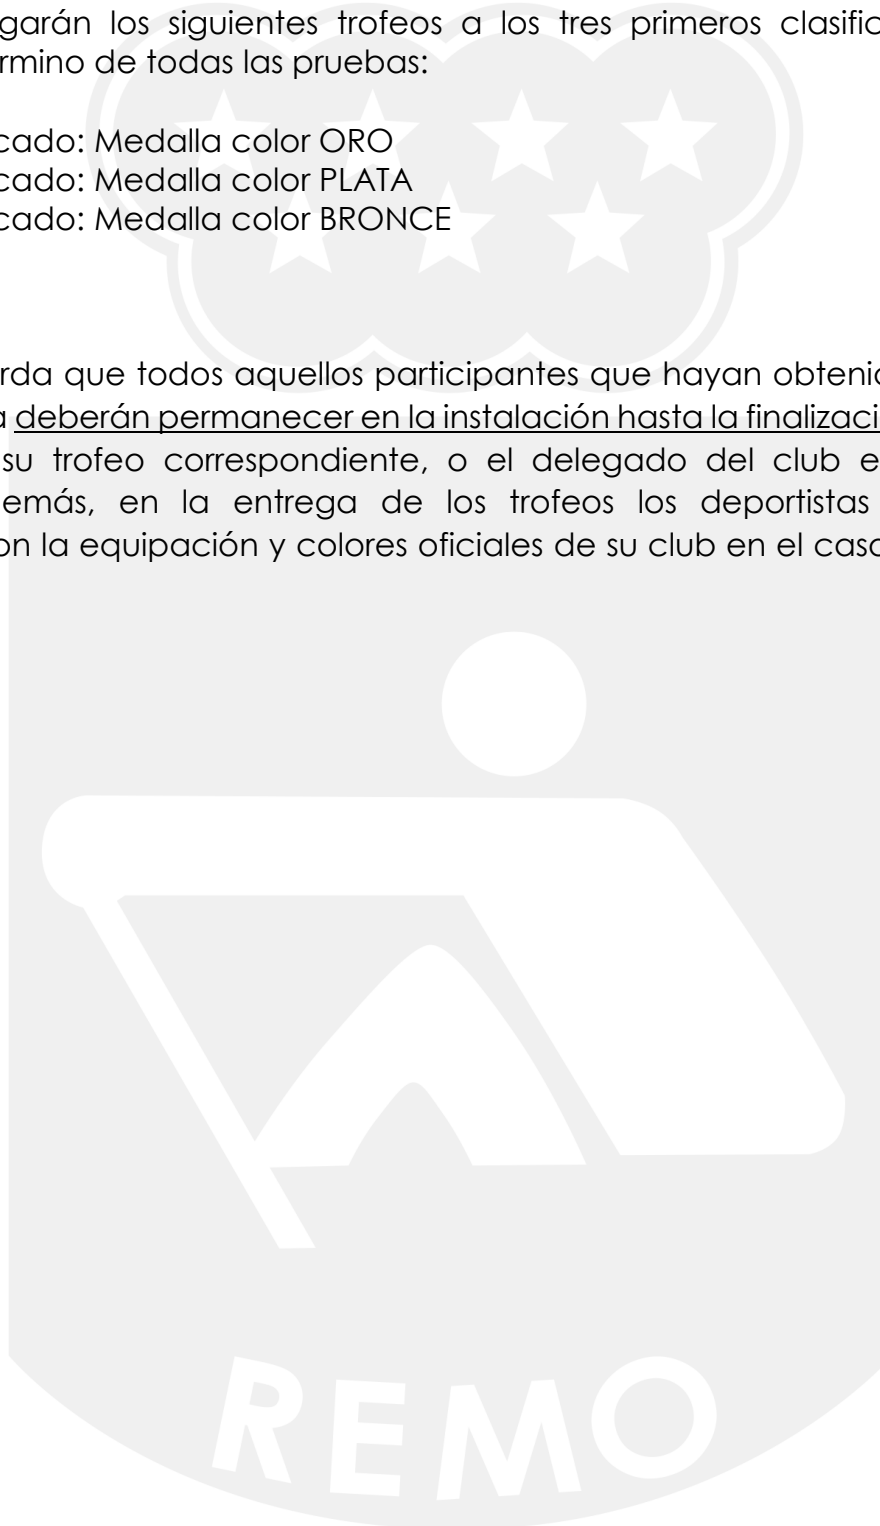 garán los siguientes trofeos a los tres primeros clasific
rmino de todas las pruebas:
cado: Medalla color ORO
cado: Medalla color PLATA
cado: Medalla color BRONCE
rda que todos aquellos participantes que hayan obtenid
a deberán permanecer en la instalación hasta la finalizaci
su trofeo correspondiente, o el delegado del club e
emás, en la entrega de los trofeos los deportistas
on la equipación y colores oficiales de su club en el caso
REMO